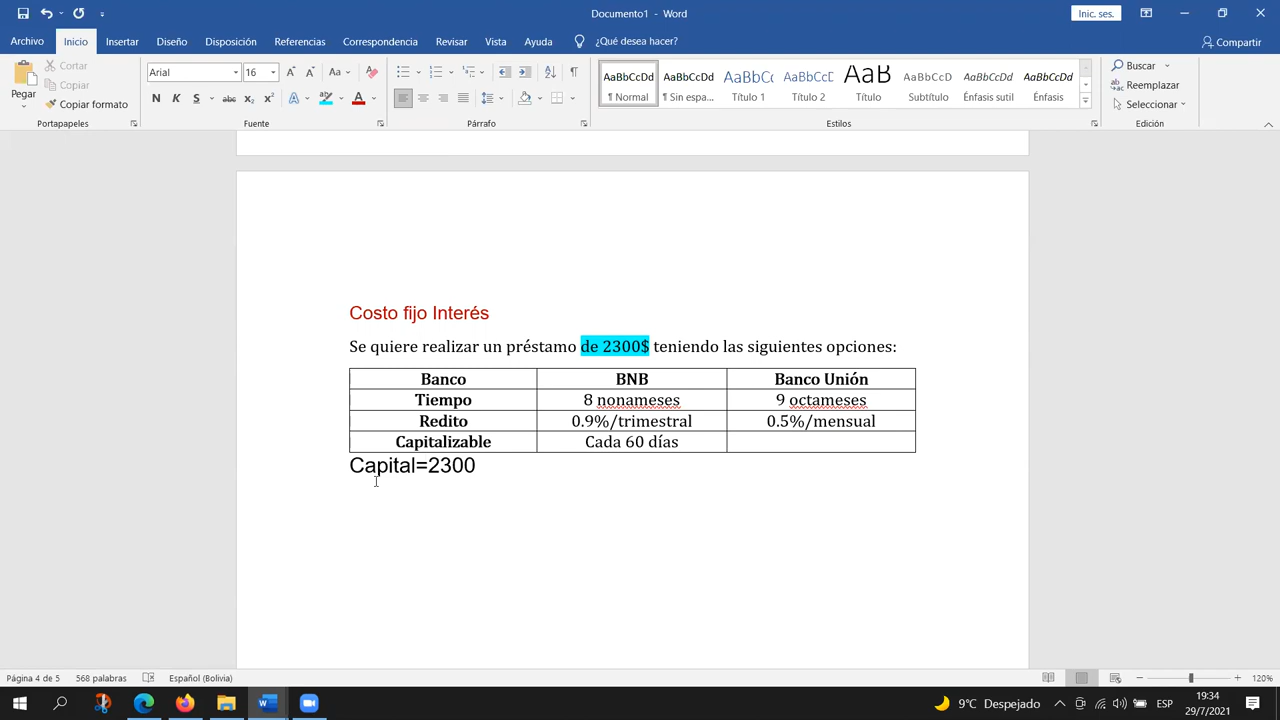 Documento1 - Word
Inic. ses.
Archivo Inicio Insertar Diseño Disposición Referencias Correspondencia Revisar Vista Ayuda ¿Qué desea hacer? Compartir
Pegar
Cortar
Copiar
Copiar formato
Portapapeles
Arial 16
N K S abc x₂ x²
Fuente
Párrafo
AaBbCcDd AaBbCcDd AaBbCc AaBbCcD AaB AaBbCcD AaBbCcDd AaBbCcDd
¶ Normal ¶ Sin espa... Título 1 Título 2 Título Subtítulo Énfasis sutil Énfasis
Estilos
Buscar
Reemplazar
Seleccionar
Edición
Costo fijo Interés
Se quiere realizar un préstamo de 2300$ teniendo las siguientes opciones:
Banco BNB Banco Unión
Tiempo 8 nonameses 9 octameses
Redito 0.9%/trimestral 0.5%/mensual
Capitalizable Cada 60 días
Capital=2300
Página 4 de 5 568 palabras Español (Bolivia) 120%
9°C Despejado ESP 19:34
29/7/2021